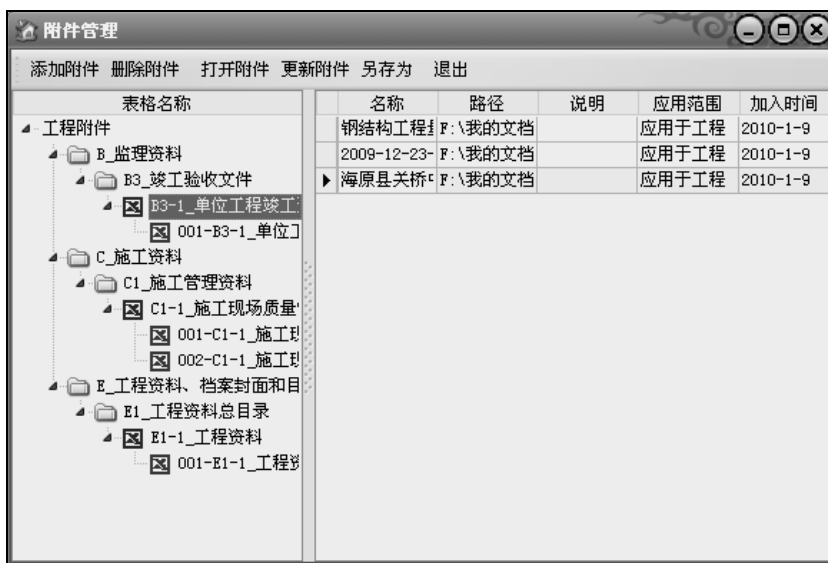 附件管理
添加附件 删除附件 打开附件 更新附件 另存为 退出
表格名称
工程附件
B_监理资料
B3_竣工验收文件
B3-1_单位工程竣工
001-B3-1_单位
C_施工资料
C1_施工管理资料
C1-1_施工现场质量
001-C1-1_施工
002-C1-1_施工
E_工程资料、档案封面和目
E1_工程资料总目录
E1-1_工程资料
001-E1-1_工程
名称 路径 说明 应用范围 加入时间
钢结构工程 F:\我的文档 应用于工程 2010-1-9
2009-12-23- F:\我的文档 应用于工程 2010-1-9
海原县关桥 F:\我的文档 应用于工程 2010-1-9